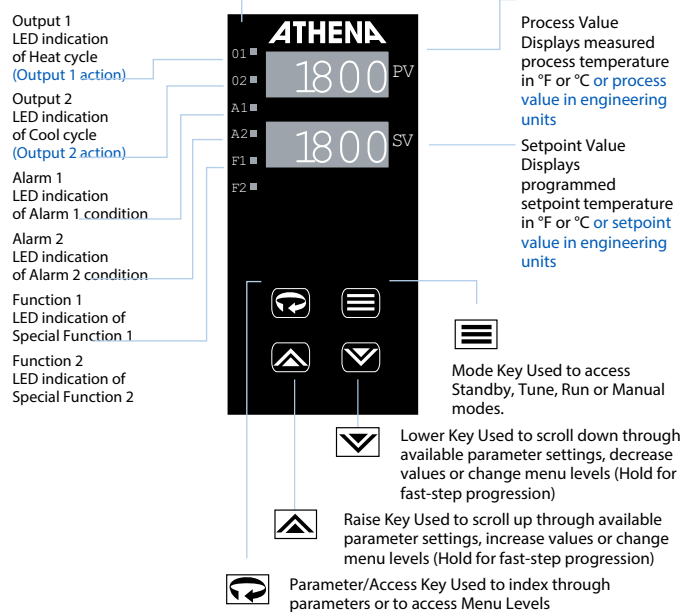 Output 1
LED indication
of Heat cycle
(Output 1 action)
Output 2
LED indication
of Cool cycle
(Output 2 action)
Alarm 1
LED indication
of Alarm 1 condition
Alarm 2
LED indication
of Alarm 2 condition
Function 1
LED indication of
Special Function 1
Function 2
LED indication of
Special Function 2
ATHENA
O1
O2
A1
A2
F1
F2
1800 PV
1800 SV
Process Value
Displays measured
process temperature
in °F or °C or process
value in engineering
units
Setpoint Value
Displays
programmed
setpoint temperature
in °F or °C or setpoint
value in engineering
units
Mode Key Used to access
Standby, Tune, Run or Manual
modes.
Lower Key Used to scroll down through
available parameter settings, decrease
values or change menu levels (Hold for
fast-step progression)
Raise Key Used to scroll up through available
parameter settings, increase values or change
menu levels (Hold for fast-step progression)
Parameter/Access Key Used to index through
parameters or to access Menu Levels